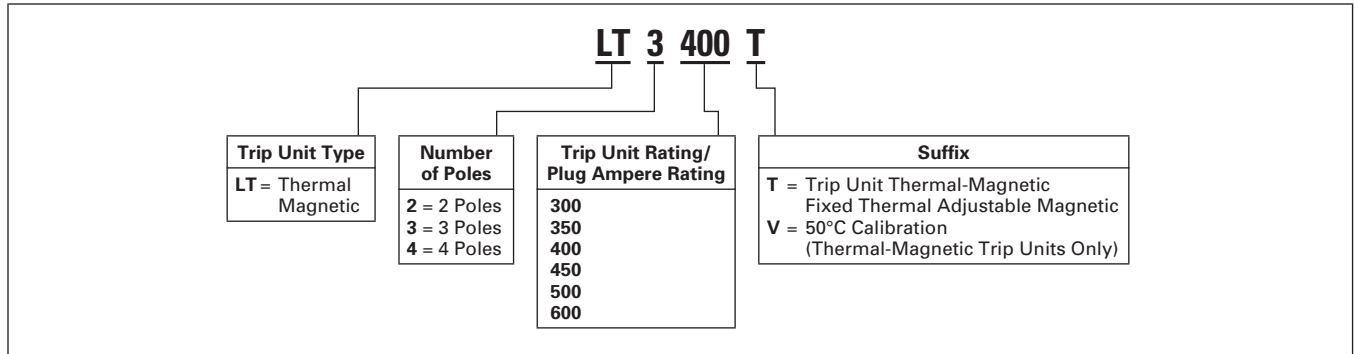 LT 3 400 T
Trip Unit Type
LT = Thermal
Magnetic
Number
of Poles
2 = 2 Poles
3 = 3 Poles
4 = 4 Poles
Trip Unit Rating/
Plug Ampere Rating
300
350
400
450
500
600
Suffix
T = Trip Unit Thermal-Magnetic
Fixed Thermal Adjustable Magnetic
V = 50°C Calibration
(Thermal-Magnetic Trip Units Only)